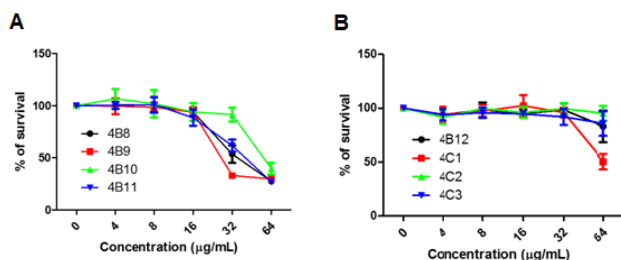 A
150
100
50
0
% of survival
4B8
4B9
4B10
4B11
0 4 8 16 32 64
Concentration (µg/mL)
B
150
100
50
0
% of survival
4B12
4C1
4C2
4C3
0 4 8 16 32 64
Concentration (µg/mL)